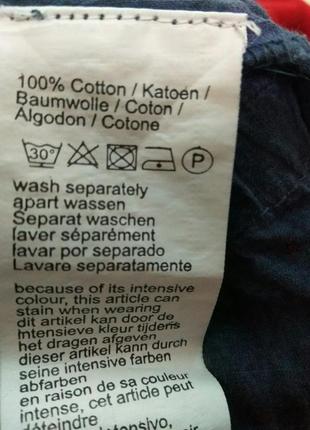 100% Cotton / Katoen /
Baumwolle / Coton /
Algodon / Cotone
30° P
wash separately
apart wassen
Separat waschen
laver séparément
lavar por separado
Lavare separatamente
because of its intensive
colour, this article can
stain when wearing
dit artikel kan door de
intensieve kleur tijdens
het dragen afgeven
dieser artikel kann durch
seine intensive farben
abfarben
en raison de sa couleur
intense, cet article peut
déteindre
intensivo,